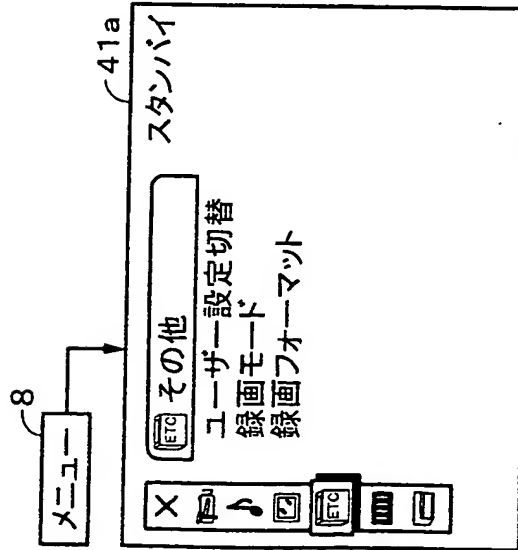 8
メニュー
41a
スタンバイ
ETC その他
ユーザー設定切替
録画モード
録画フォーマット
×
ETC